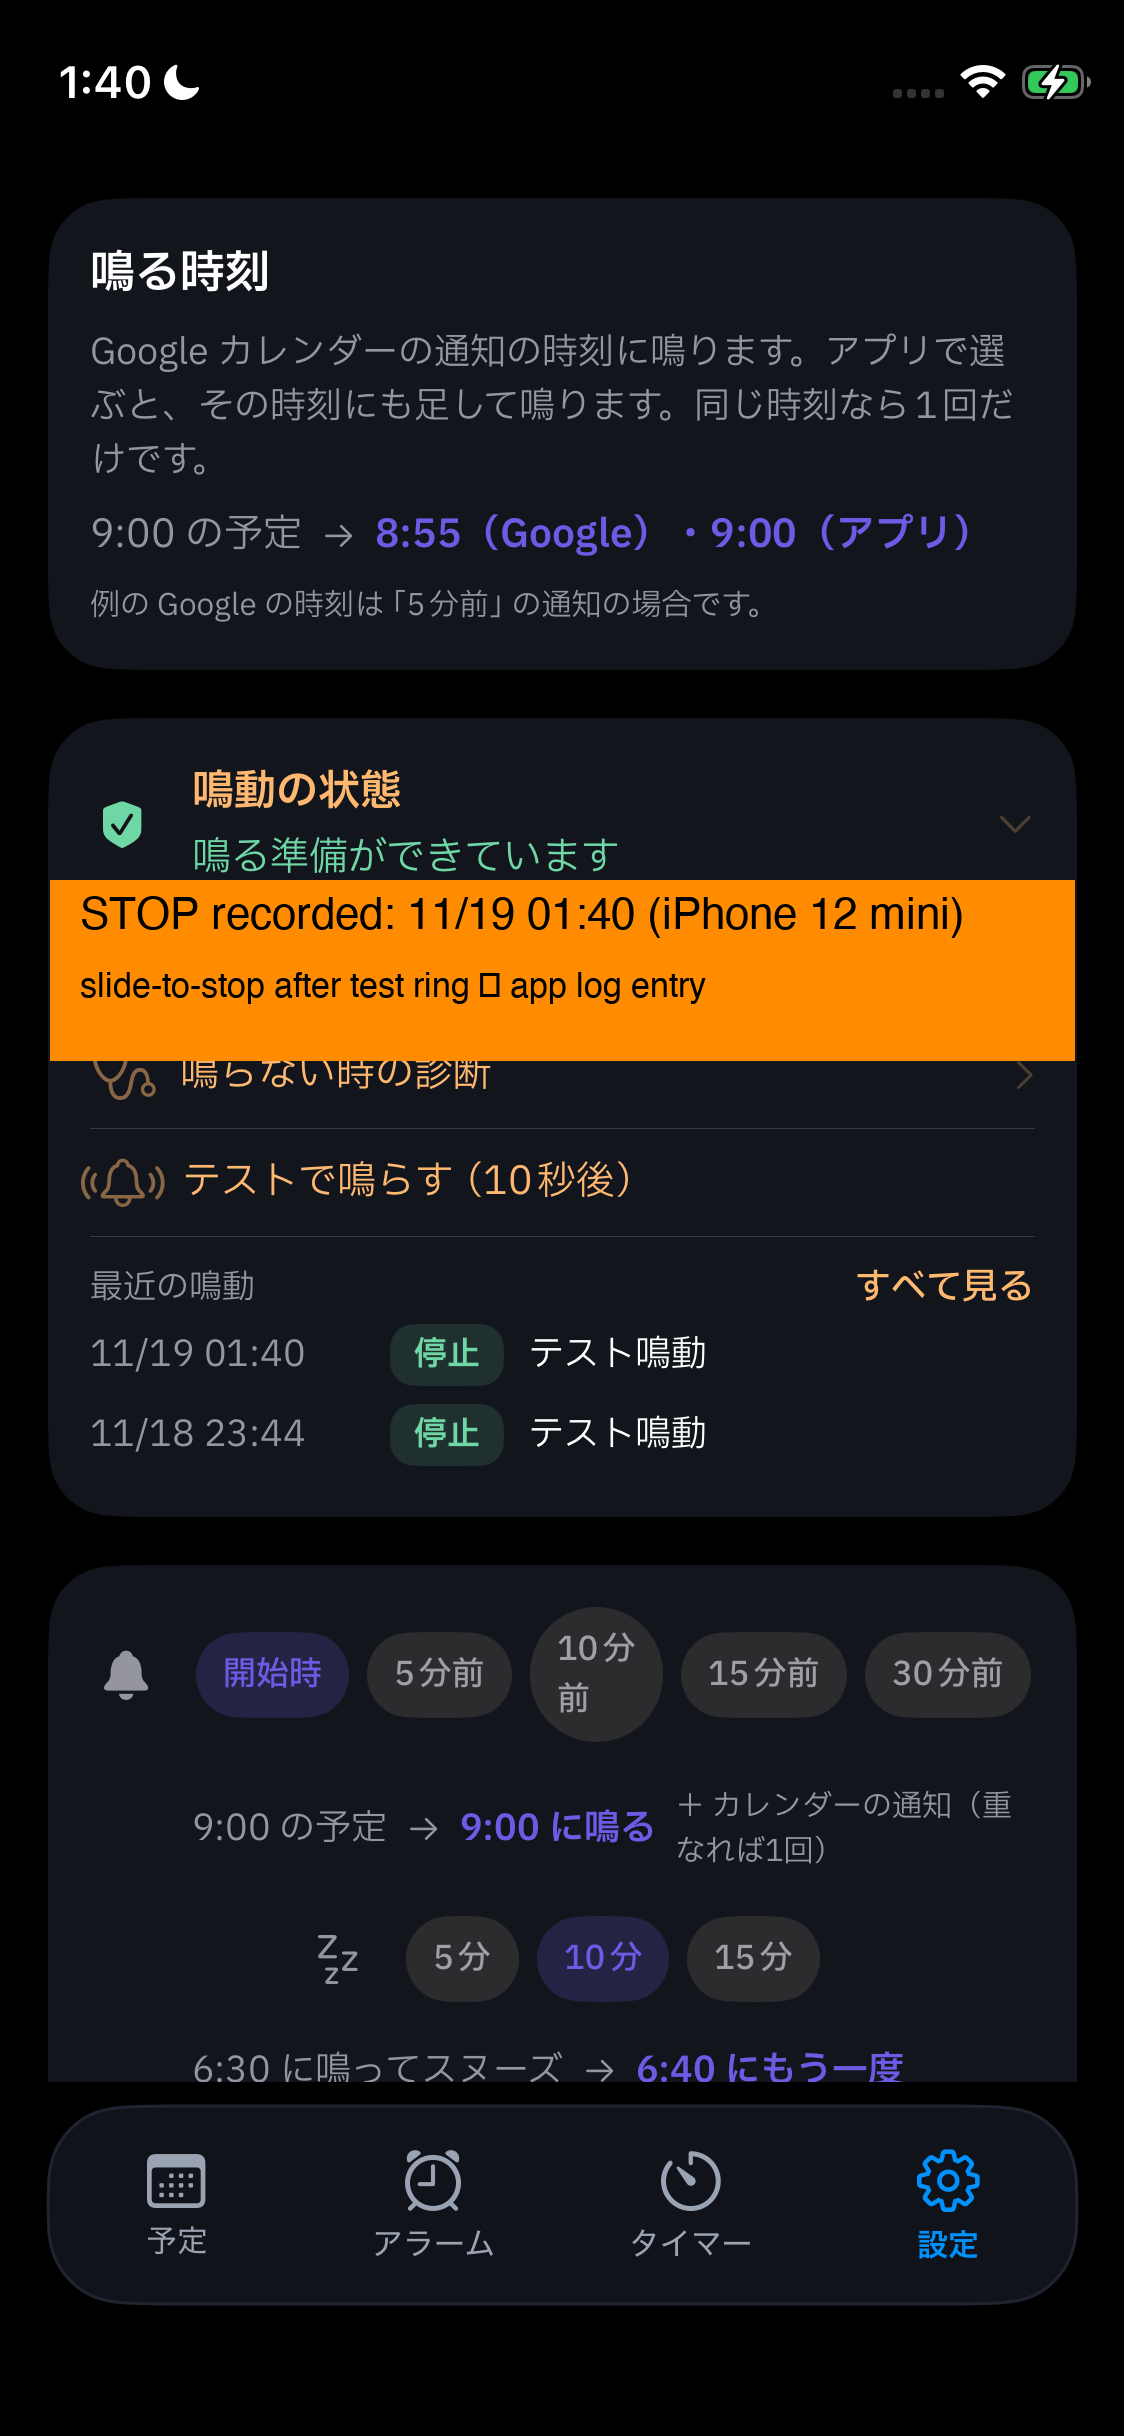 1:40
鳴る時刻
Google カレンダーの通知の時刻に鳴ります。アプリで選
ぶと、その時刻にも足して鳴ります。同じ時刻なら1回だ
けです。
9:00 の予定 → 8:55（Google）・9:00（アプリ）
例の Google の時刻は「5分前」の通知の場合です。
鳴動の状態
鳴る準備ができています
STOP recorded: 11/19 01:40 (iPhone 12 mini)
slide-to-stop after test ring □ app log entry
鳴らない時の診断
テストで鳴らす（10秒後）
最近の鳴動 すべて見る
11/19 01:40 停止 テスト鳴動
11/18 23:44 停止 テスト鳴動
開始時 5分前 10分前 15分前 30分前
9:00 の予定 → 9:00 に鳴る
＋ カレンダーの通知（重
なれば1回）
zzz 5分 10分 15分
6:30 に鳴ってスヌーズ → 6:40 にもう一度
予定 アラーム タイマー 設定